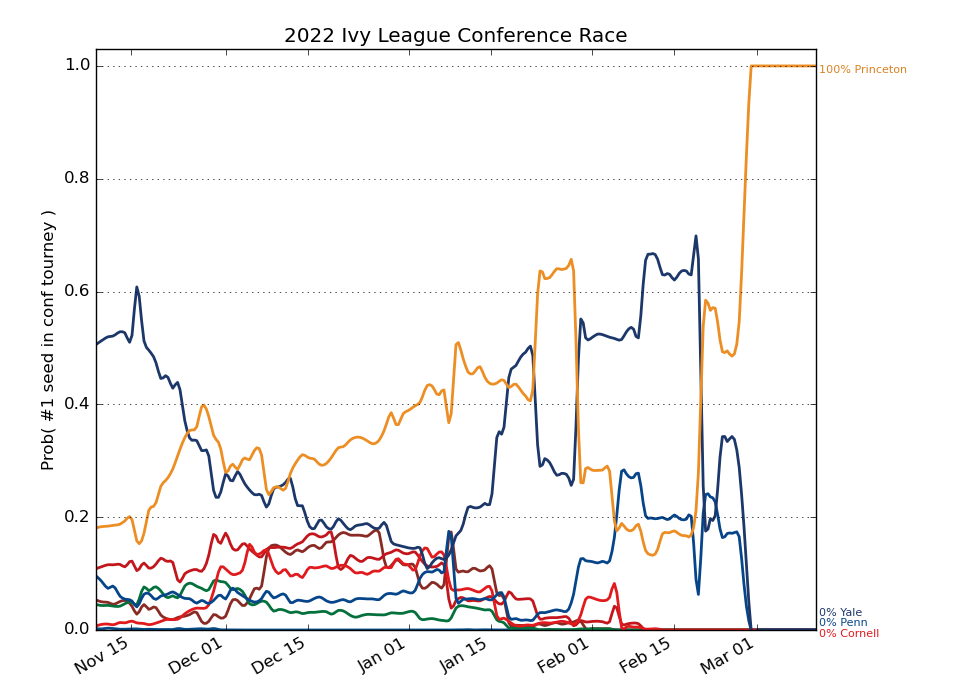 2022 Ivy League Conference Race
Prob( #1 seed in conf tourney )
1.0
0.8
0.6
0.4
0.2
0.0
100% Princeton
0% Yale
0% Penn
0% Cornell
Nov 15
Dec 01
Dec 15
Jan 01
Jan 15
Feb 01
Feb 15
Mar 01